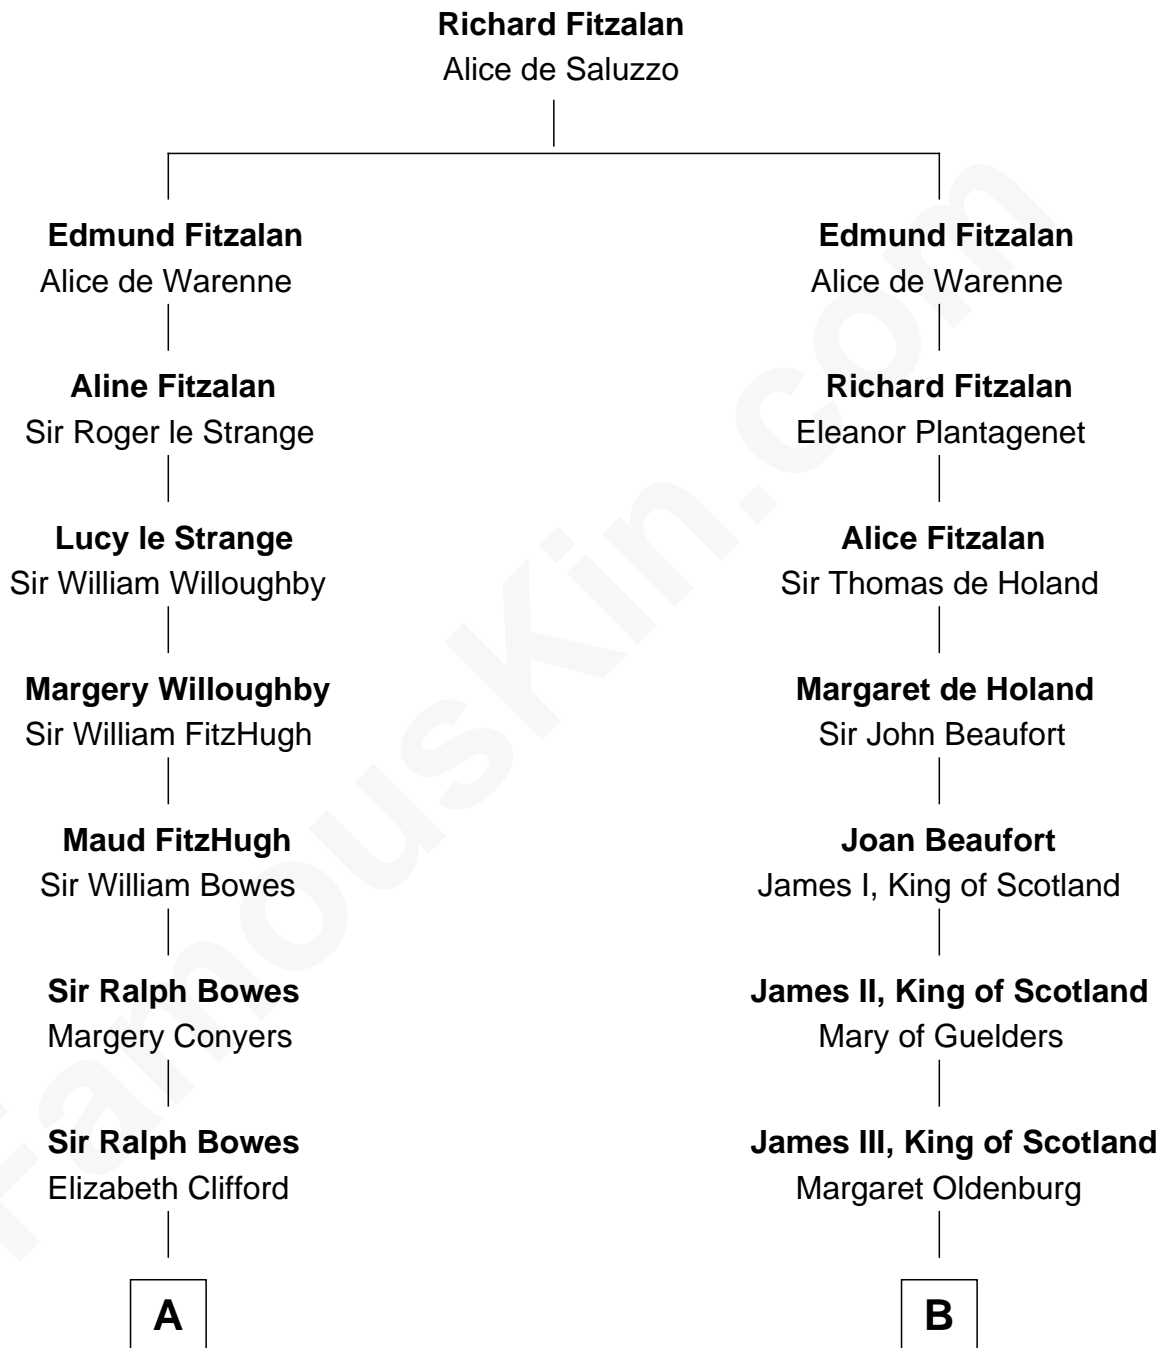 Richard Fitzalan
Alice de Saluzzo
Edmund Fitzalan
Alice de Warenne
Aline Fitzalan
Sir Roger le Strange
Lucy le Strange
Sir William Willoughby
Margery Willoughby
Sir William FitzHugh
Maud FitzHugh
Sir William Bowes
Sir Ralph Bowes
Margery Conyers
Sir Ralph Bowes
Elizabeth Clifford
A
Edmund Fitzalan
Alice de Warenne
Richard Fitzalan
Eleanor Plantagenet
Alice Fitzalan
Sir Thomas de Holand
Margaret de Holand
Sir John Beaufort
Joan Beaufort
James I, King of Scotland
James II, King of Scotland
Mary of Guelders
James III, King of Scotland
Margaret Oldenburg
B
FamousKin.com